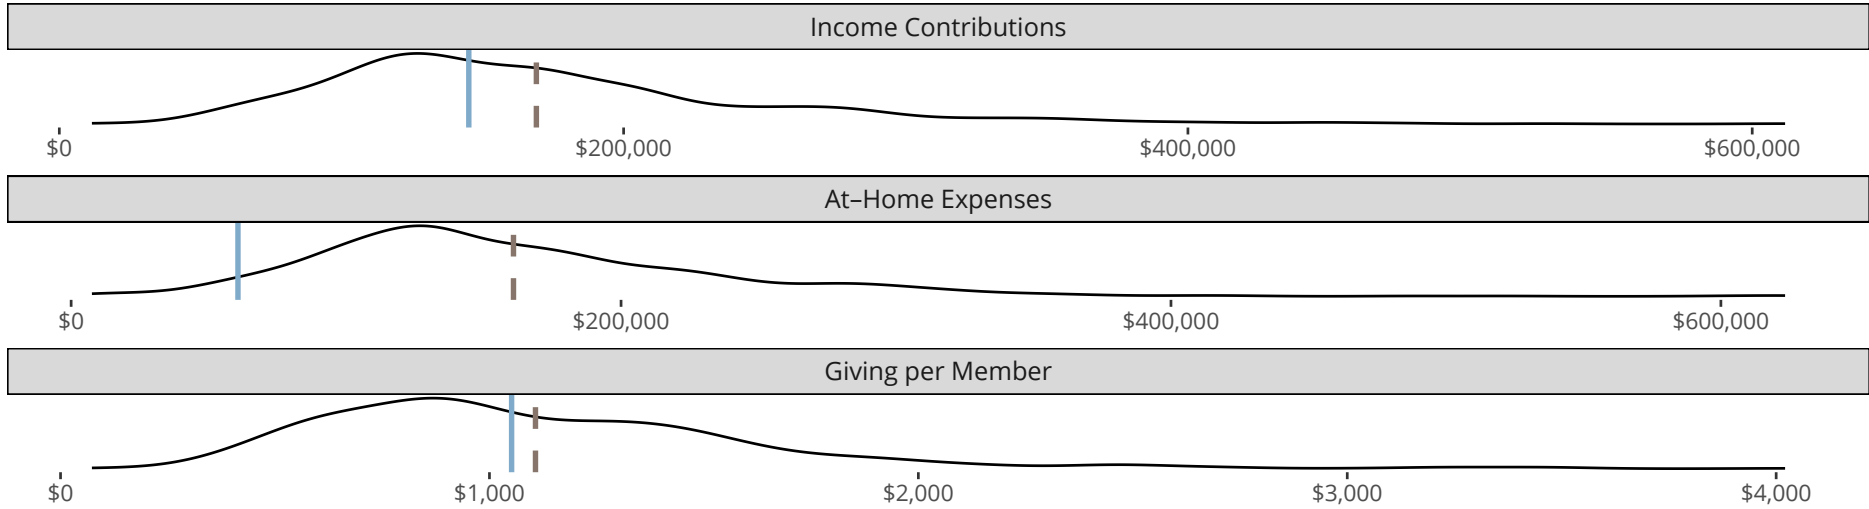 Income Contributions
$0 $200,000 $400,000 $600,000
At–Home Expenses
$0 $200,000 $400,000 $600,000
Giving per Member
$0 $1,000 $2,000 $3,000 $4,000